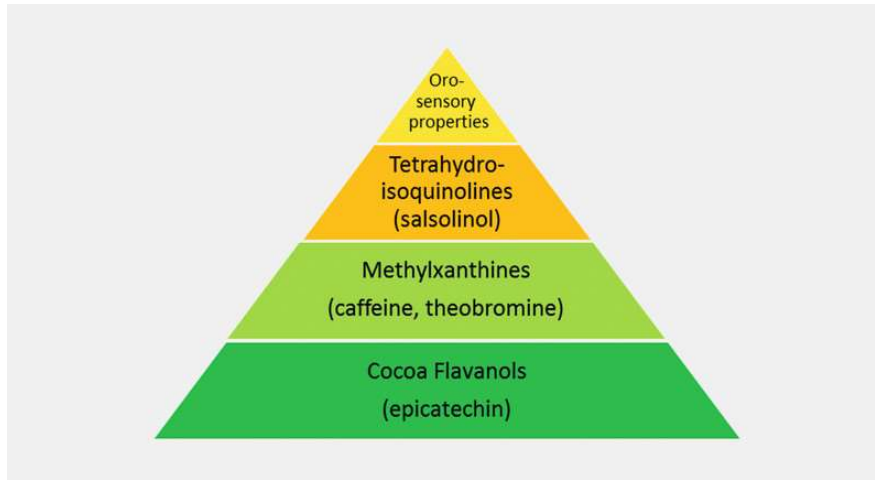 Oro-
sensory
properties
Tetrahydro-
isoquinolines
(salsolinol)
Methylxanthines
(caffeine, theobromine)
Cocoa Flavanols
(epicatechin)